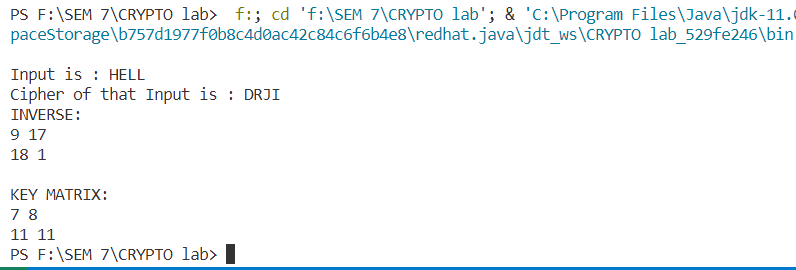 PS F:\SEM 7\CRYPTO lab>  f:; cd 'f:\SEM 7\CRYPTO lab'; & 'C:\Program Files\Java\jdk-11.
paceStorage\b757d1977f0b8c4d0ac42c84c6f6b4e8\redhat.java\jdt_ws\CRYPTO lab_529fe246\bin
Input is : HELL
Cipher of that Input is : DRJI
INVERSE:
9 17
18 1
KEY MATRIX:
7 8
11 11
PS F:\SEM 7\CRYPTO lab>